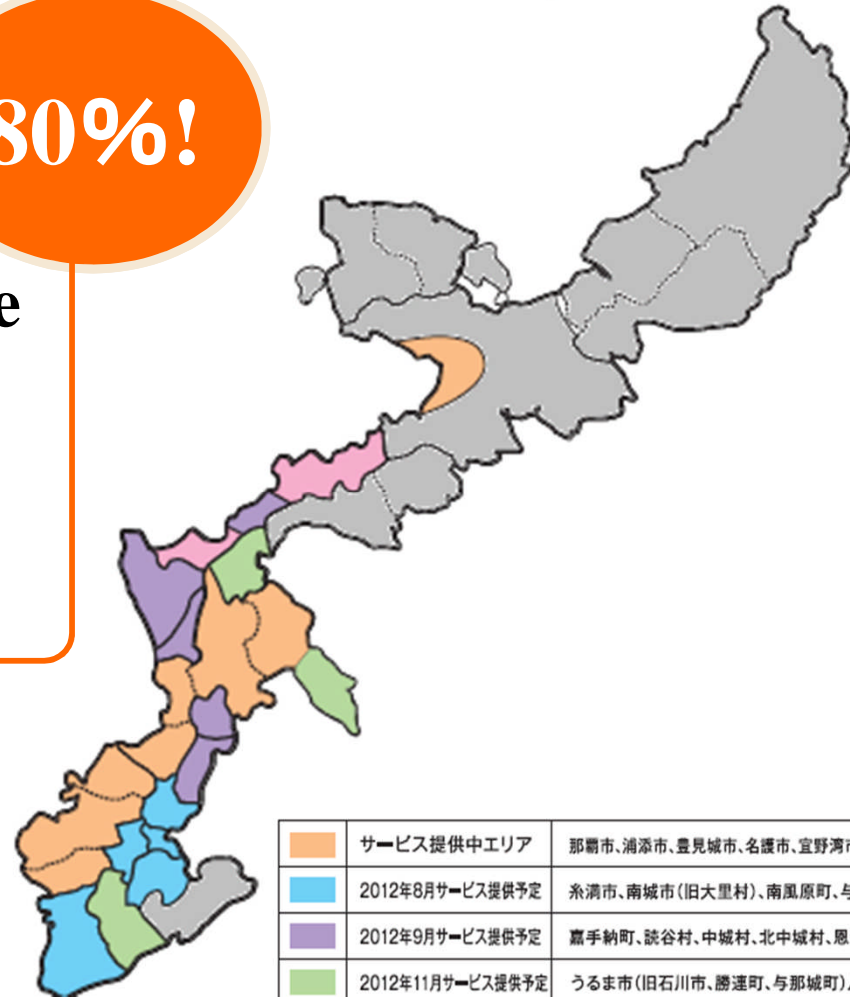 80%!
e
サービス提供中エリア 那覇市、浦添市、豊見城市、名護市、宜野湾市
2012年8月サービス提供予定 糸満市、南城市(旧大里村)、南風原町、与
2012年9月サービス提供予定 嘉手納町、読谷村、中城村、北中城村、恩
2012年11月サービス提供予定 うるま市(旧石川市、勝連町、与那城町)、